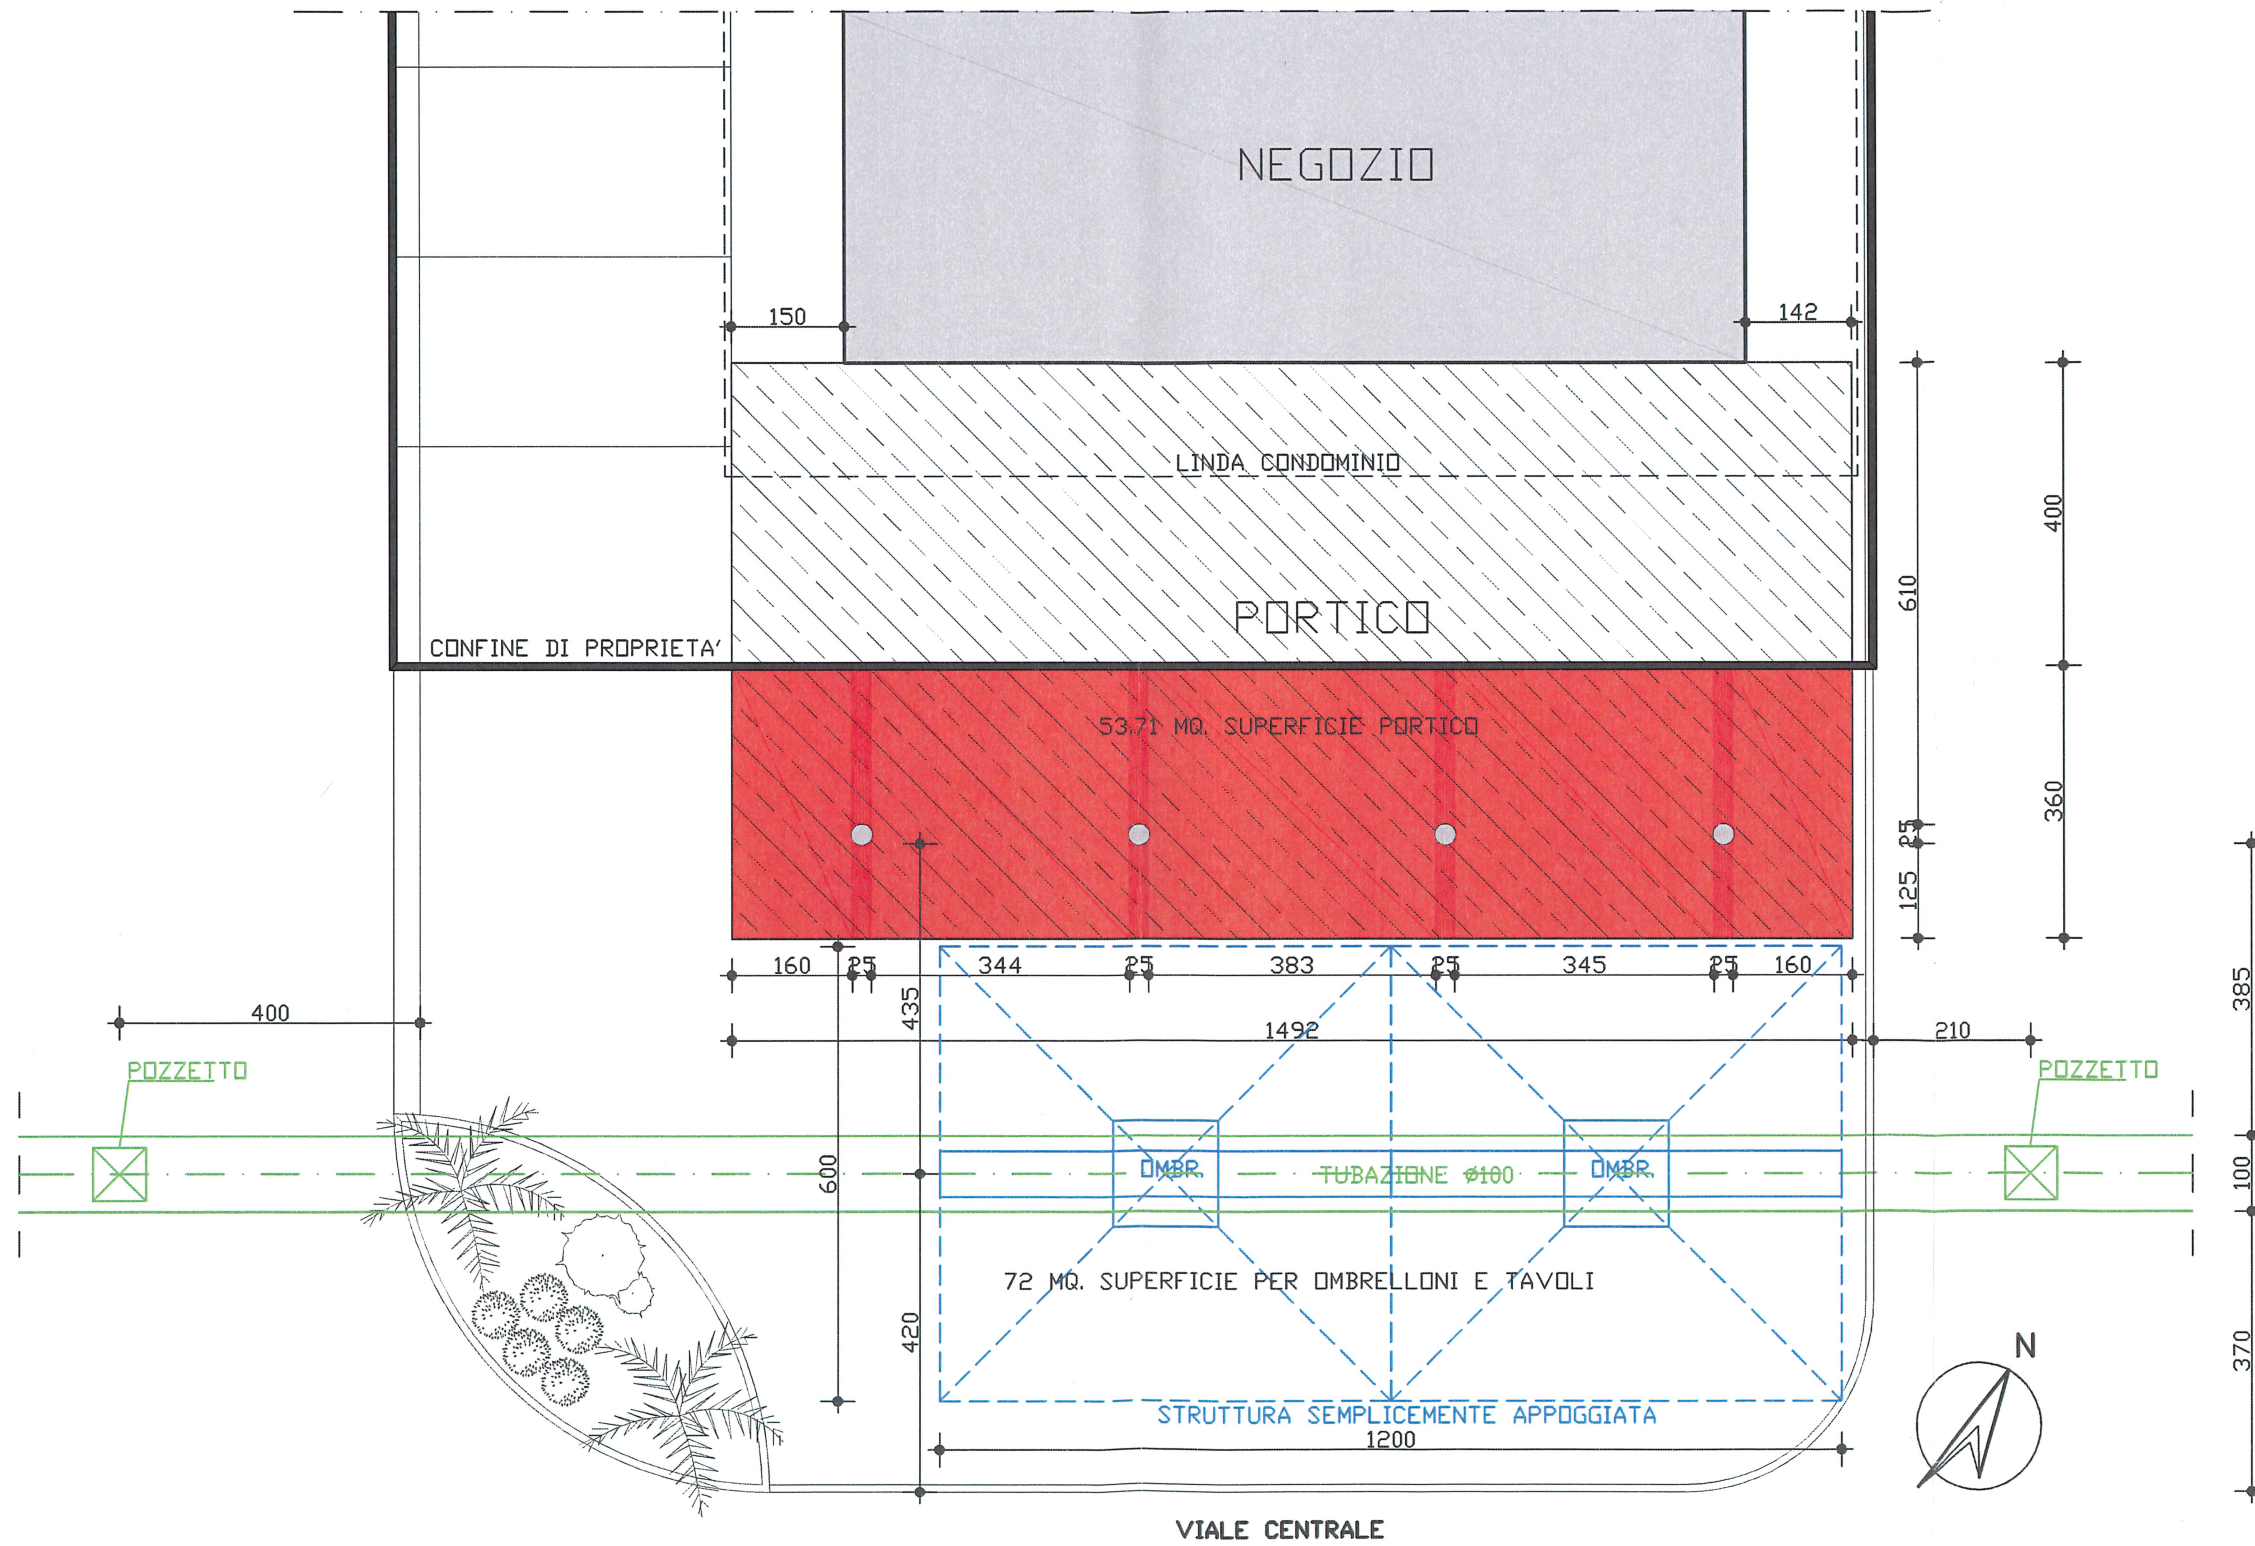 NEGOZIO
150
142
LINDA CONDOMINIO
400
610
PORTICO
CONFINE DI PROPRIETA'
53.71 MQ. SUPERFICIE PORTICO
360
25
125
160 25 344 25 383 25 345 25 160
385
435
400
1492
210
POZZETTO
POZZETTO
600
OMBR.
TUBAZIONE ø100
OMBR.
100
72 MQ. SUPERFICIE PER OMBRELLONI E TAVOLI
420
370
N
STRUTTURA SEMPLICEMENTE APPOGGIATA
1200
VIALE CENTRALE